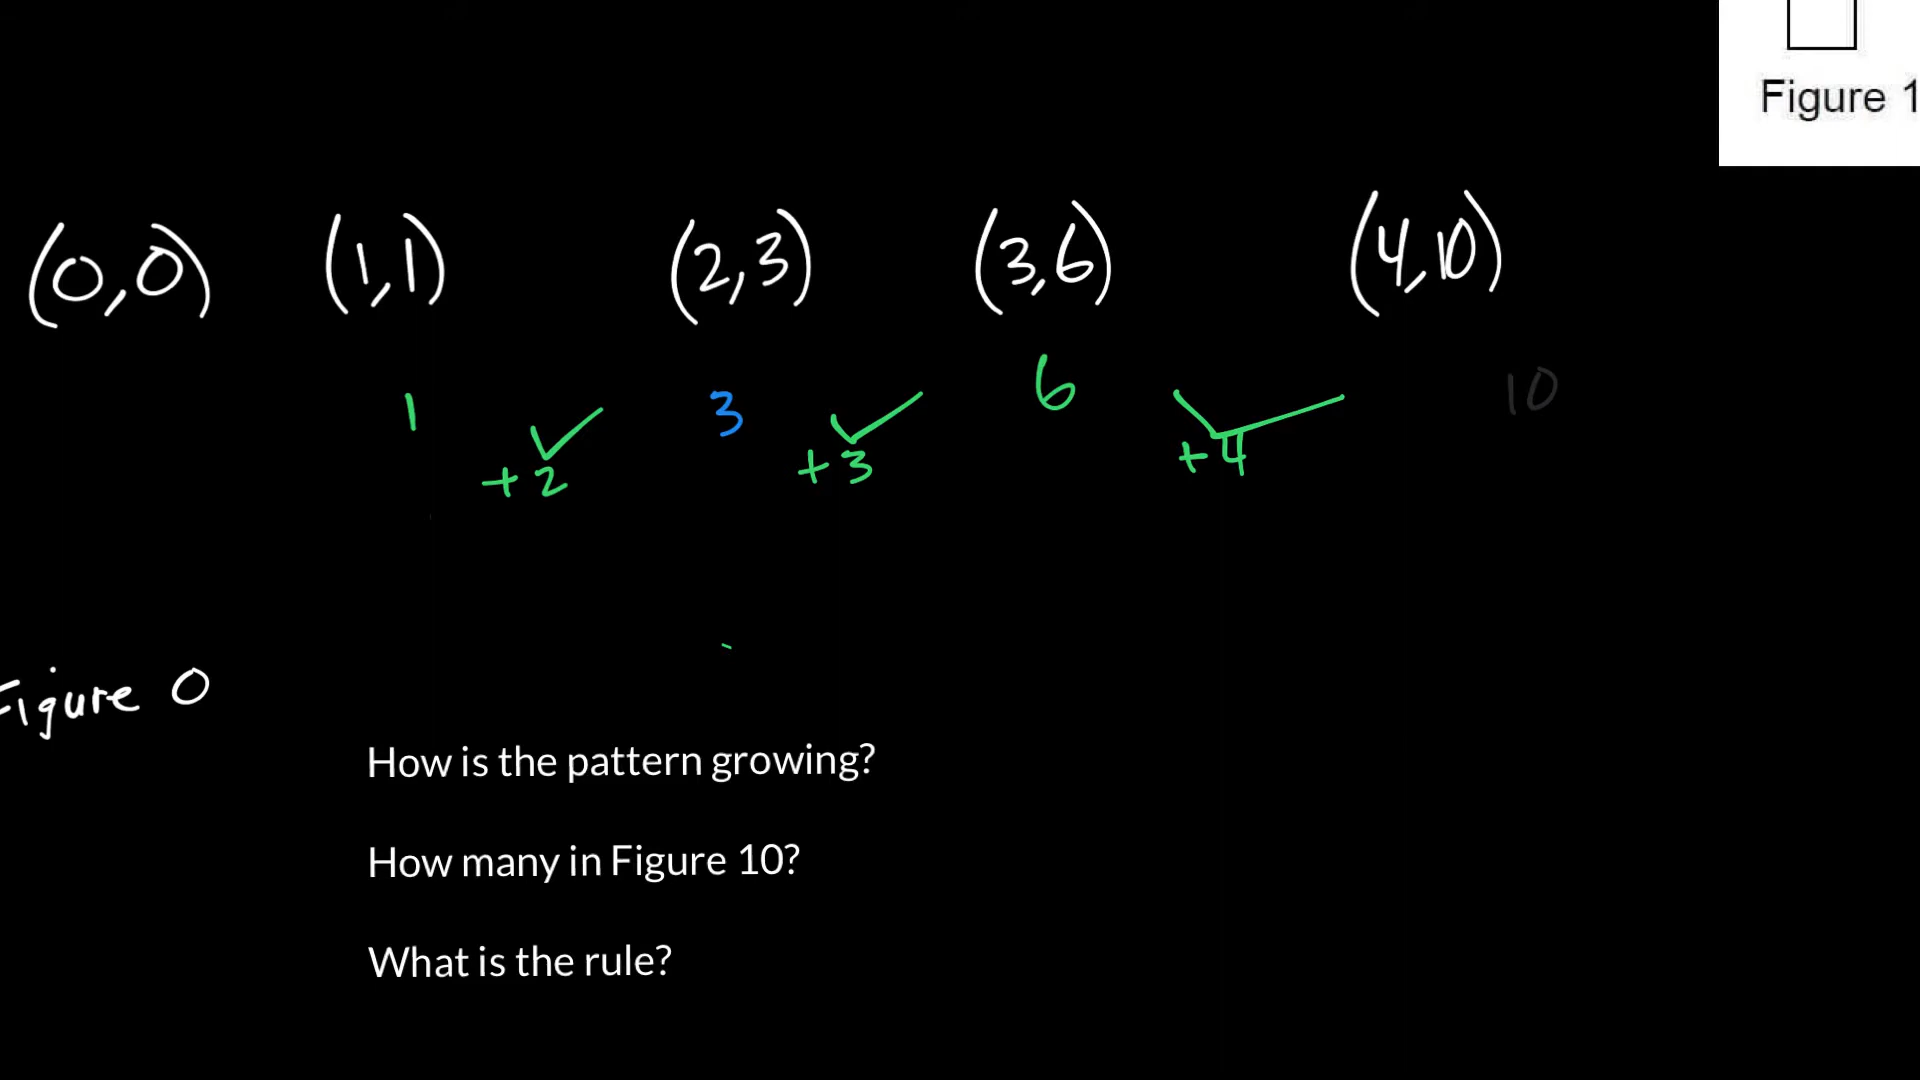 Figure 1
(0,0) (1,1) (2,3) (3,6) (4,10)
1 3 6 10
+2 +3 +4
Figure 0
How is the pattern growing?
How many in Figure 10?
What is the rule?